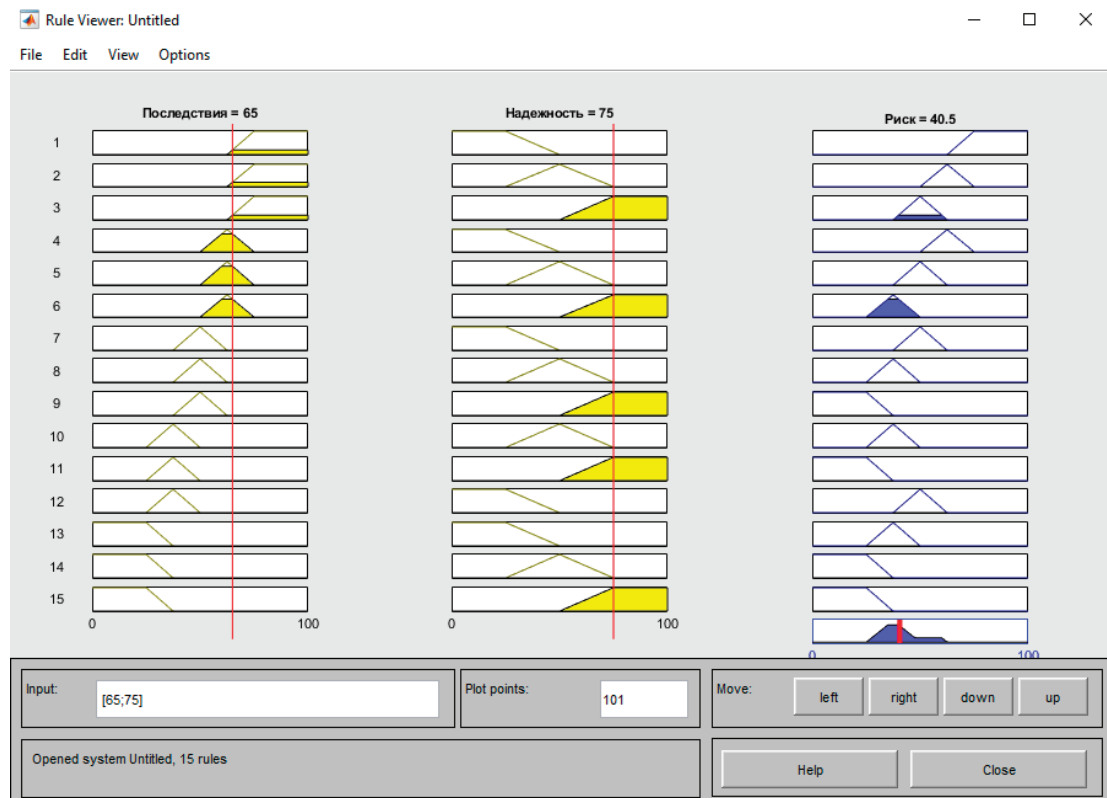 Rule Viewer: Untitled
File Edit View Options
Последствия = 65
Надежность = 75
Риск = 40.5
1
2
3
4
5
6
7
8
9
10
11
12
13
14
15
0 100
0 100
0 100
Input:
[65;75]
Plot points:
101
Move:
left right down up
Opened system Untitled, 15 rules
Help Close